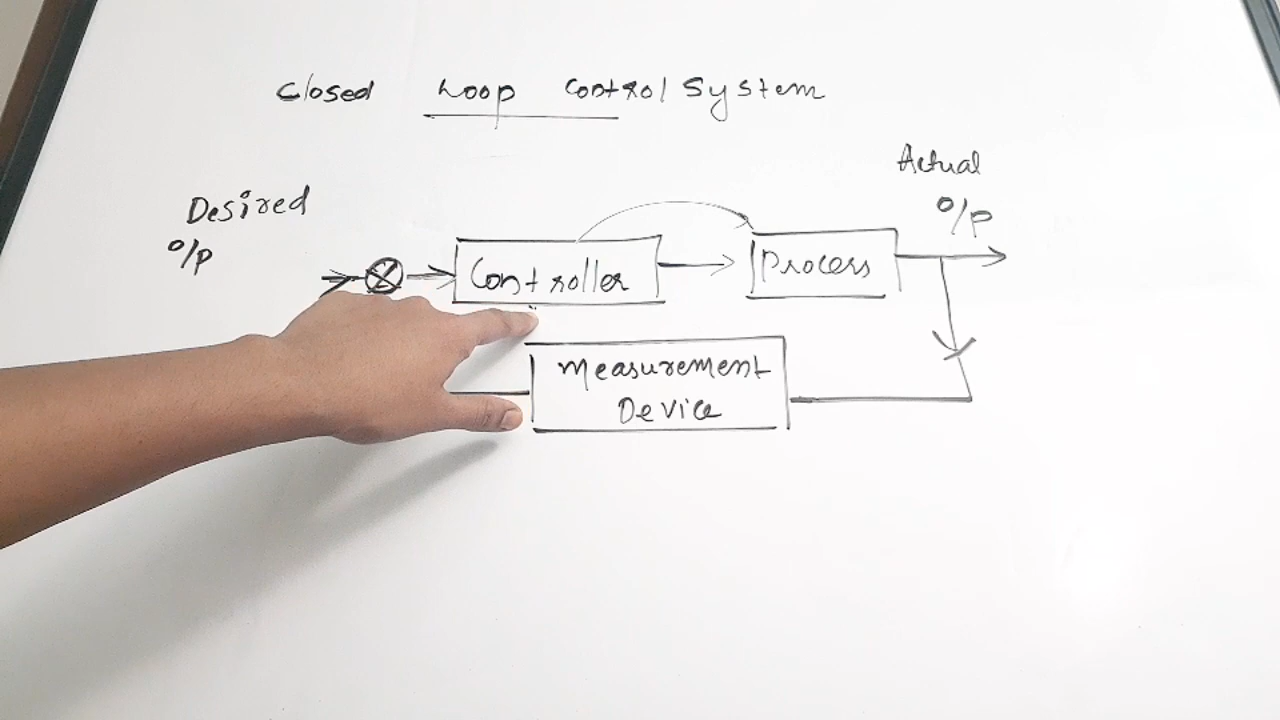 Closed Loop Control System
Actual
O/P
Desired
O/P
Controller
Process
Measurement
Device